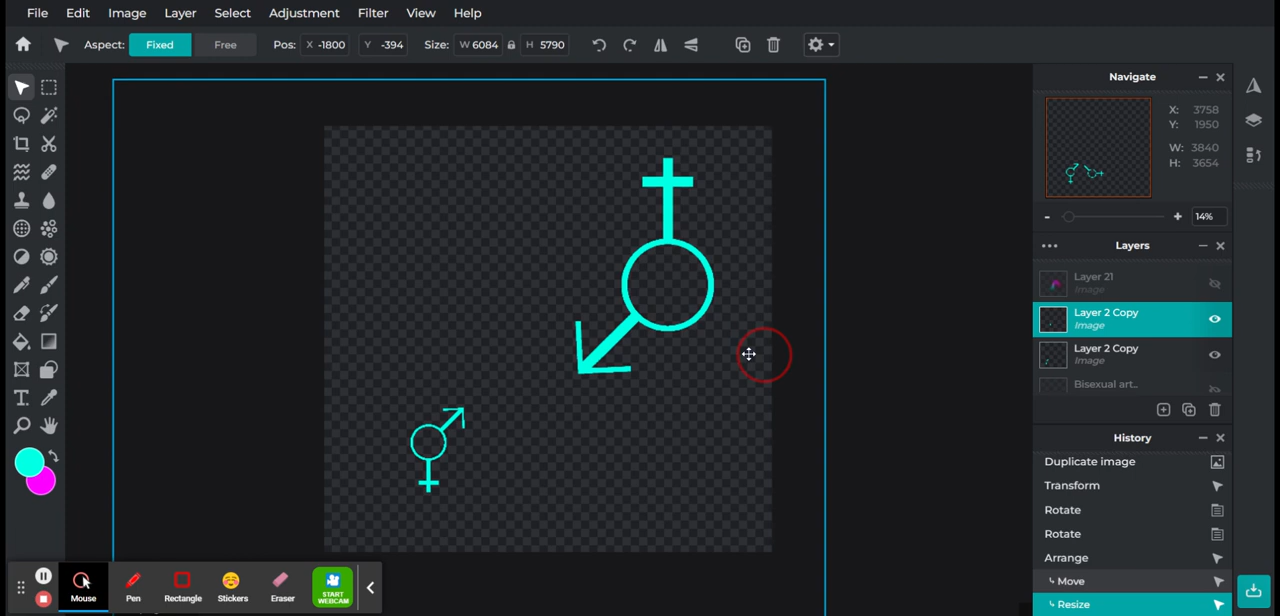 File Edit Image Layer Select Adjustment Filter View Help
Aspect: Fixed Free Pos: X -1800 Y -394 Size: W 6084 H 5790
Navigate
X: 3758
Y: 1950
W: 3840
H: 3654
- + 14%
Layers
Layer 21
Image
Layer 2 Copy
Image
Layer 2 Copy
Image
Bisexual art..
History
Duplicate image
Transform
Rotate
Rotate
Arrange
Move
Resize
T
Mouse Pen Rectangle Stickers Eraser START
WEBCAM